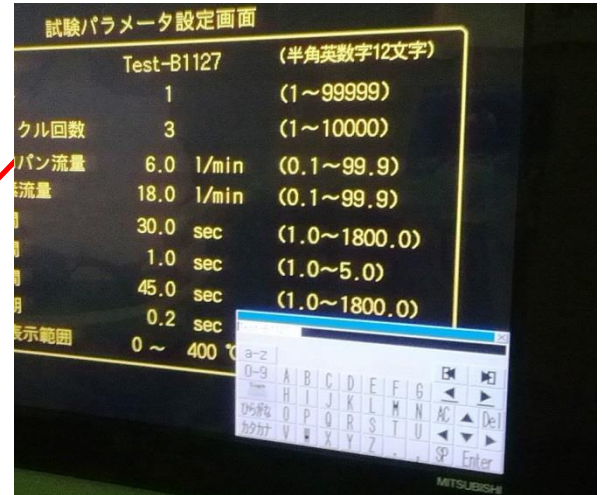 試験パラメータ設定画面
Test-B1127 (半角英数字12文字)
1 (1~99999)
クル回数 3 (1~10000)
パン流量 6.0 l/min (0.1~99.9)
流量 18.0 l/min (0.1~99.9)
30.0 sec (1.0~1800.0)
1.0 sec (1.0~5.0)
45.0 sec (1.0~1800.0)
0.2 sec
表示範囲 0 ~ 400 ℃
a-z
0-9 A B C D E F G
H I J K L M N AC Del
ひらがな O P Q R S T U
カタカナ V W X Y Z . , SP Enter
MITSUBISHI